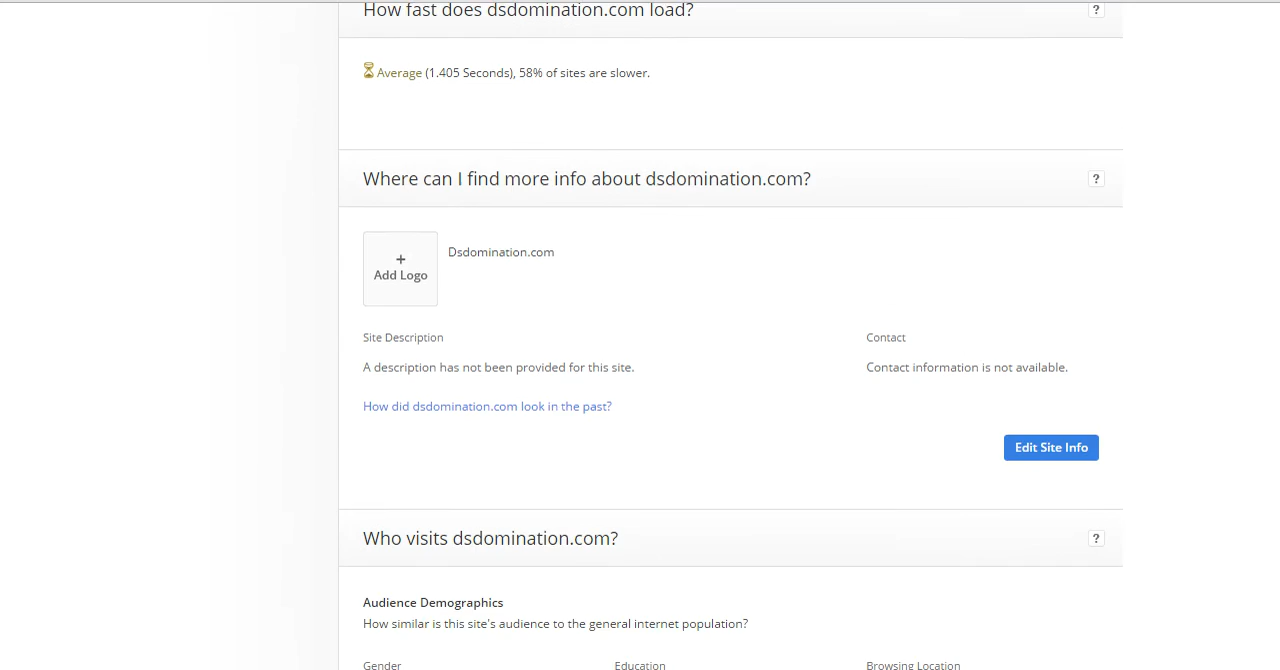 How fast does dsdomination.com load?
?
Average (1.405 Seconds), 58% of sites are slower.
Where can I find more info about dsdomination.com?
?
+
Add Logo
Dsdomination.com
Site Description
Contact
A description has not been provided for this site.
Contact information is not available.
How did dsdomination.com look in the past?
Edit Site Info
Who visits dsdomination.com?
?
Audience Demographics
How similar is this site's audience to the general internet population?
Gender
Education
Browsing Location